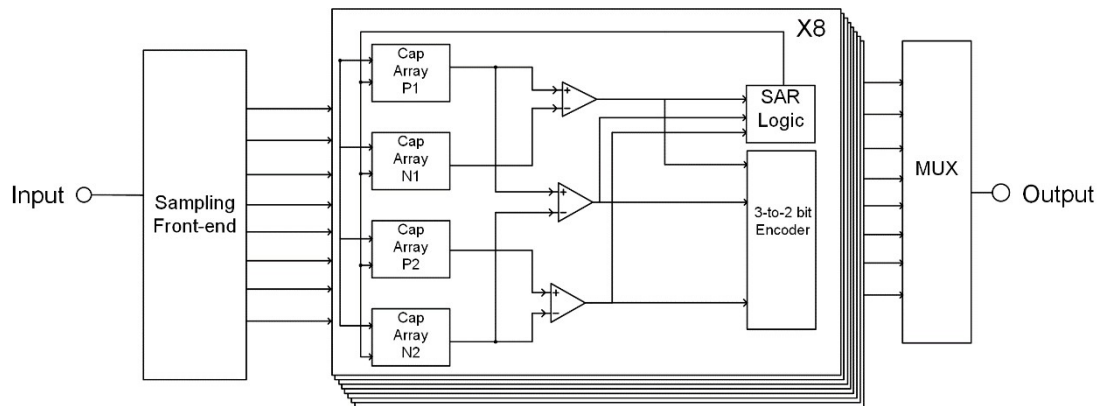 X8
Cap
Array
P1
SAR
Logic
Cap
Array
N1
MUX
Input
Sampling
Front-end
Output
3-to-2 bit
Encoder
Cap
Array
P2
Cap
Array
N2